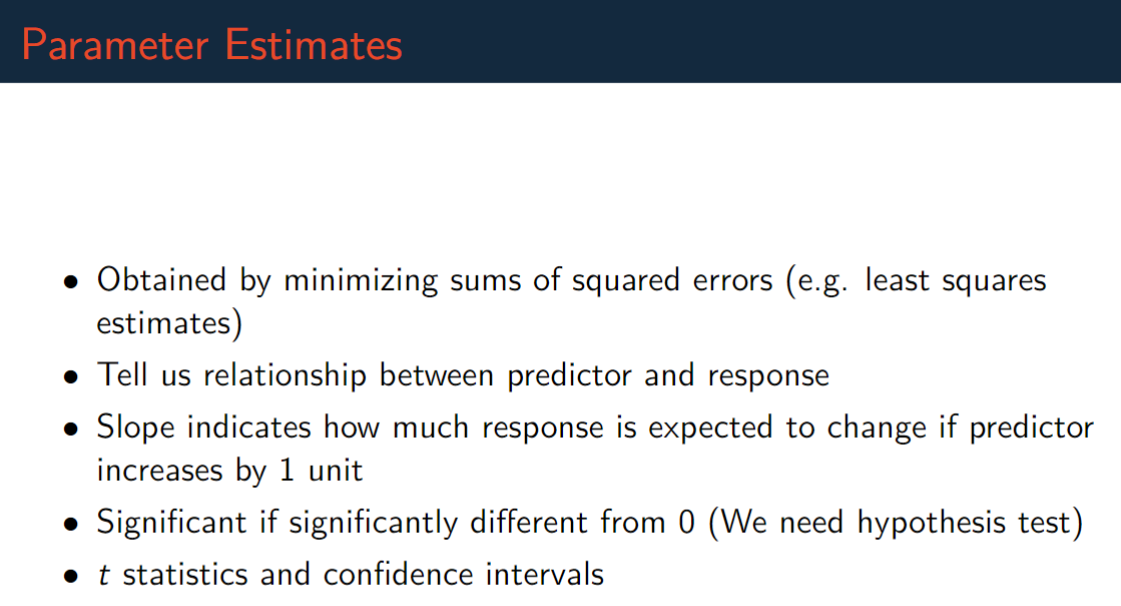 Parameter Estimates
• Obtained by minimizing sums of squared errors (e.g. least squares
estimates)
• Tell us relationship between predictor and response
• Slope indicates how much response is expected to change if predictor
increases by 1 unit
• Significant if significantly different from 0 (We need hypothesis test)
• t statistics and confidence intervals